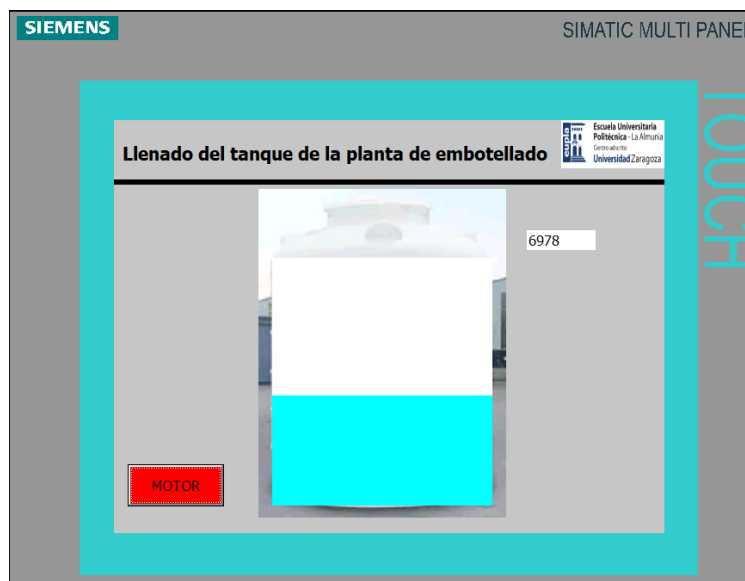 SIEMENS
SIMATIC MULTI PANEL
TOUCH
Llenado del tanque de la planta de embotellado
eupla
Escuela Universitaria
Politécnica - La Almunia
Centro adscrito
Universidad Zaragoza
6978
MOTOR